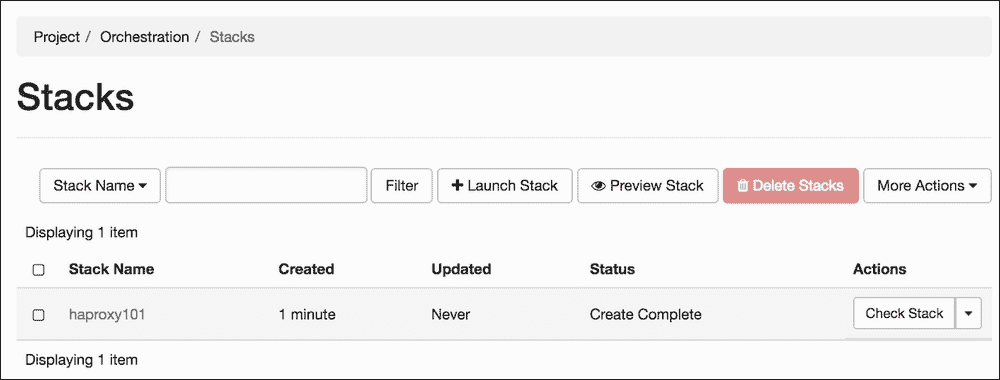 Project / Orchestration / Stacks
Stacks
Stack Name Filter Launch Stack Preview Stack Delete Stacks More Actions
Displaying 1 item
Stack Name Created Updated Status Actions
haproxy101 1 minute Never Create Complete Check Stack
Displaying 1 item